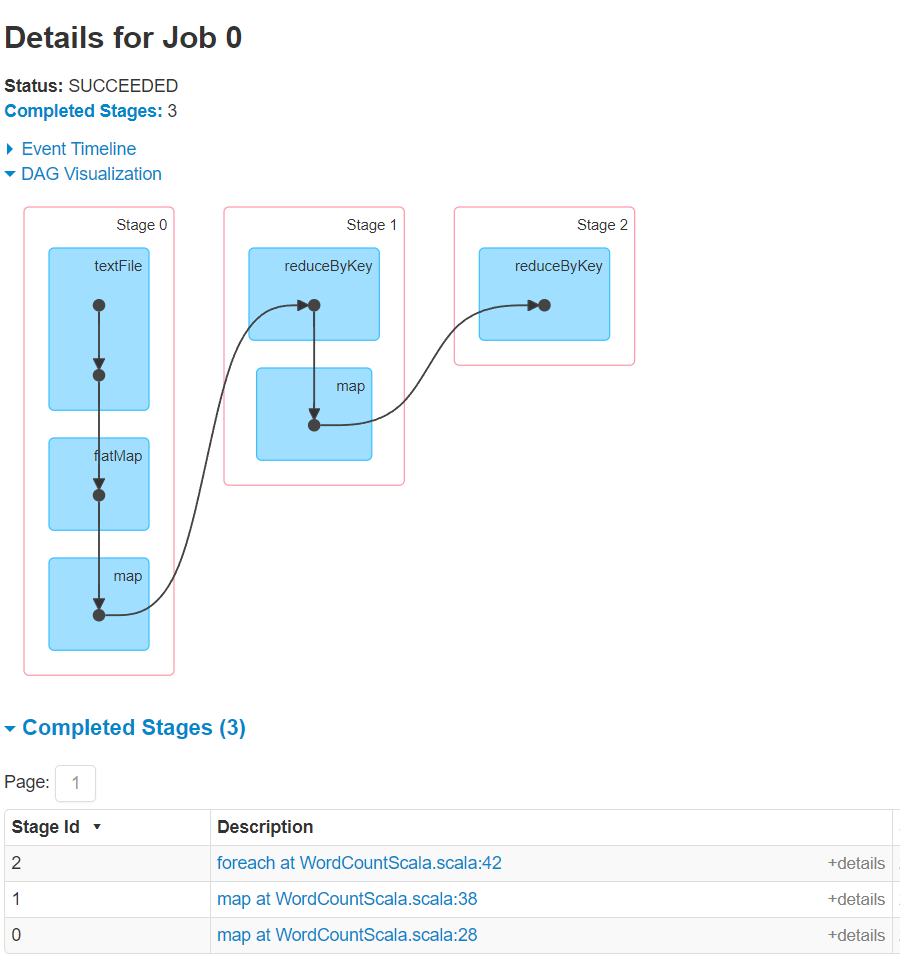 Details for Job 0
Status: SUCCEEDED
Completed Stages: 3
Event Timeline
DAG Visualization
Stage 0
textFile
flatMap
map
Stage 1
reduceByKey
map
Stage 2
reduceByKey
Completed Stages (3)
Page: 1
Stage Id Description
2 foreach at WordCountScala.scala:42 +details
1 map at WordCountScala.scala:38 +details
0 map at WordCountScala.scala:28 +details